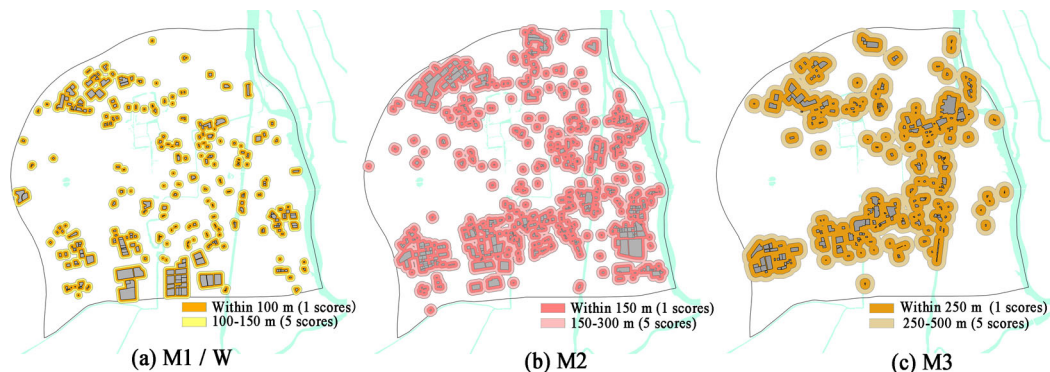 Within 100 m (1 scores)
100-150 m (5 scores)
(a) M1 / W
Within 150 m (1 scores)
150-300 m (5 scores)
(b) M2
Within 250 m (1 scores)
250-500 m (5 scores)
(c) M3